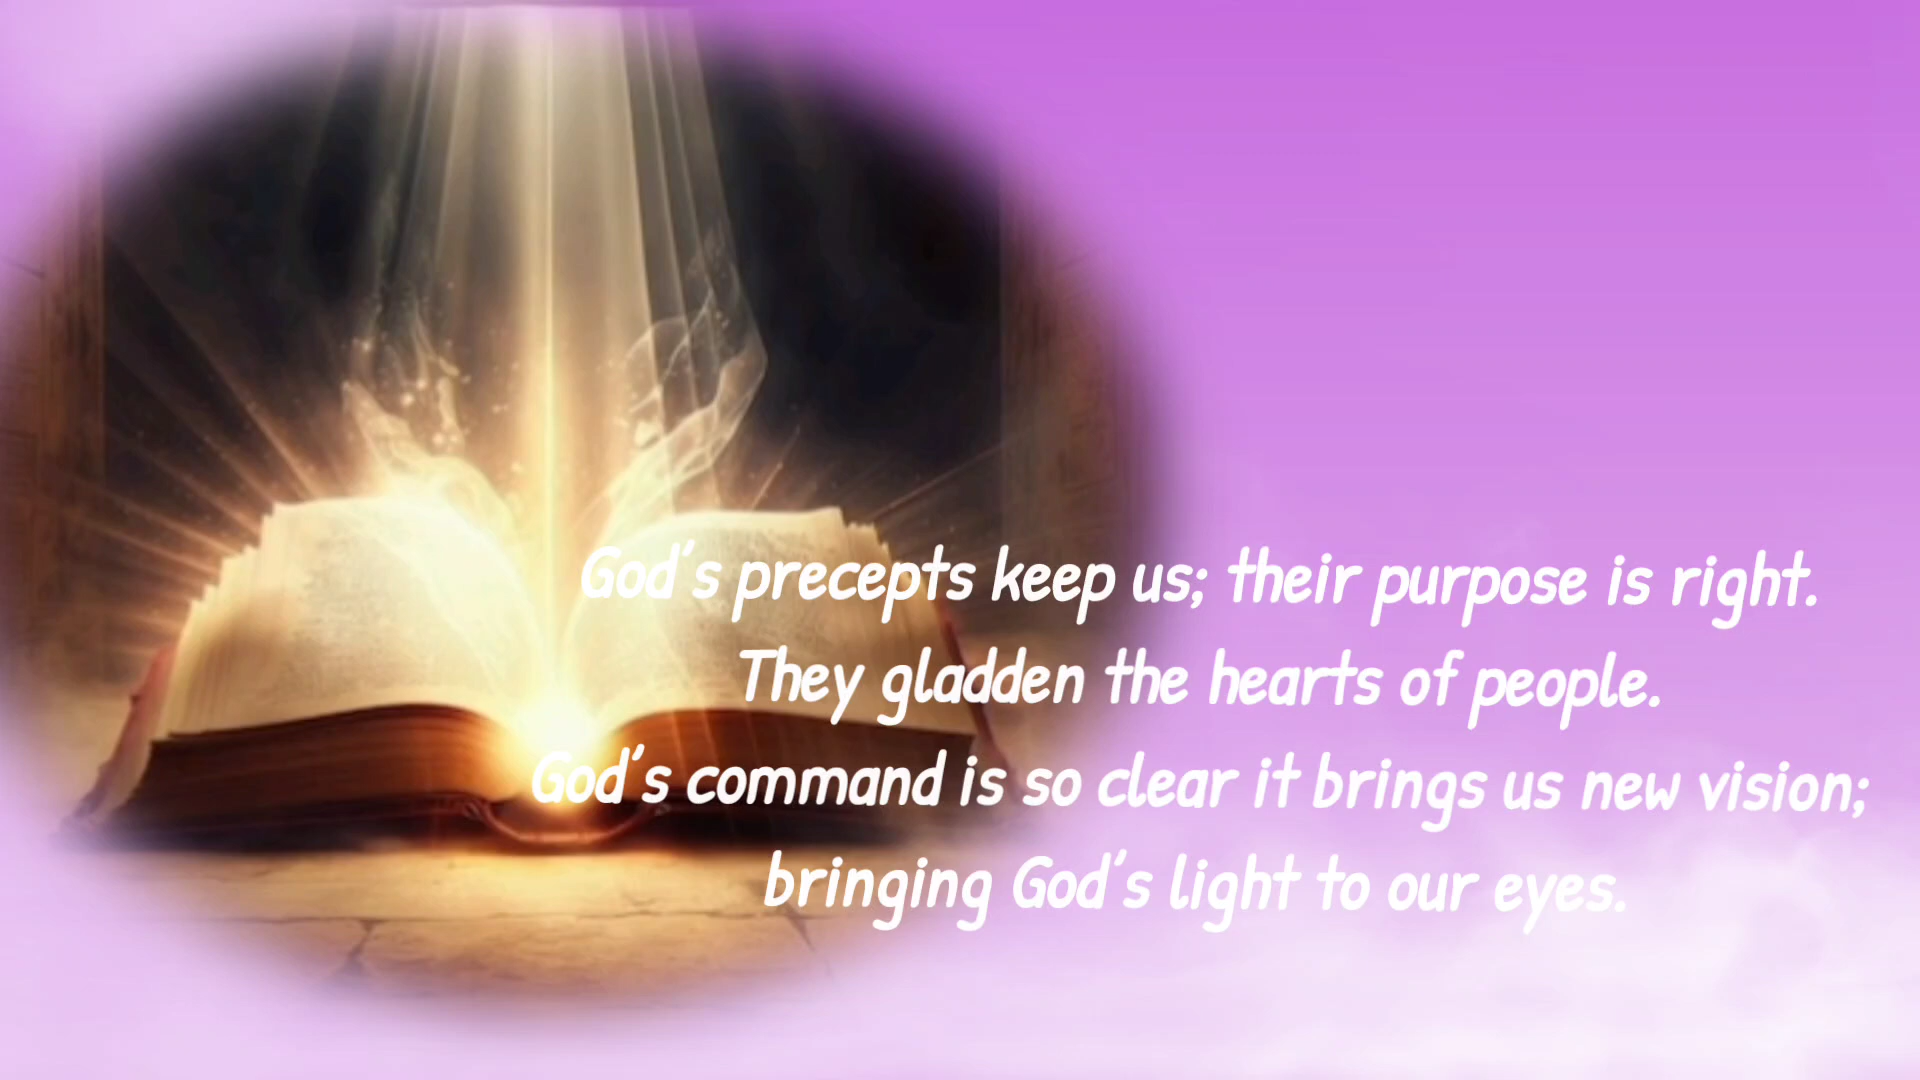 God's precepts keep us; their purpose is right.
They gladden the hearts of people.
God's command is so clear it brings us new vision;
bringing God's light to our eyes.